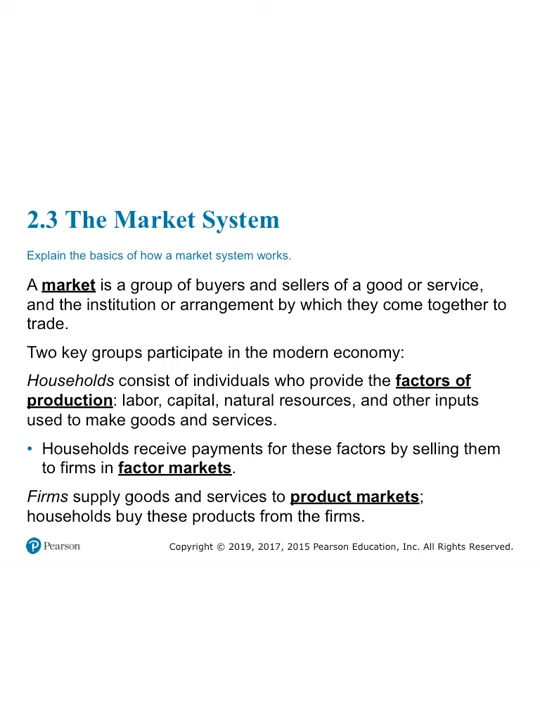 2.3 The Market System
Explain the basics of how a market system works.
A market is a group of buyers and sellers of a good or service,
and the institution or arrangement by which they come together to
trade.
Two key groups participate in the modern economy:
Households consist of individuals who provide the factors of
production: labor, capital, natural resources, and other inputs
used to make goods and services.
• Households receive payments for these factors by selling them
to firms in factor markets.
Firms supply goods and services to product markets;
households buy these products from the firms.
P Pearson
Copyright © 2019, 2017, 2015 Pearson Education, Inc. All Rights Reserved.